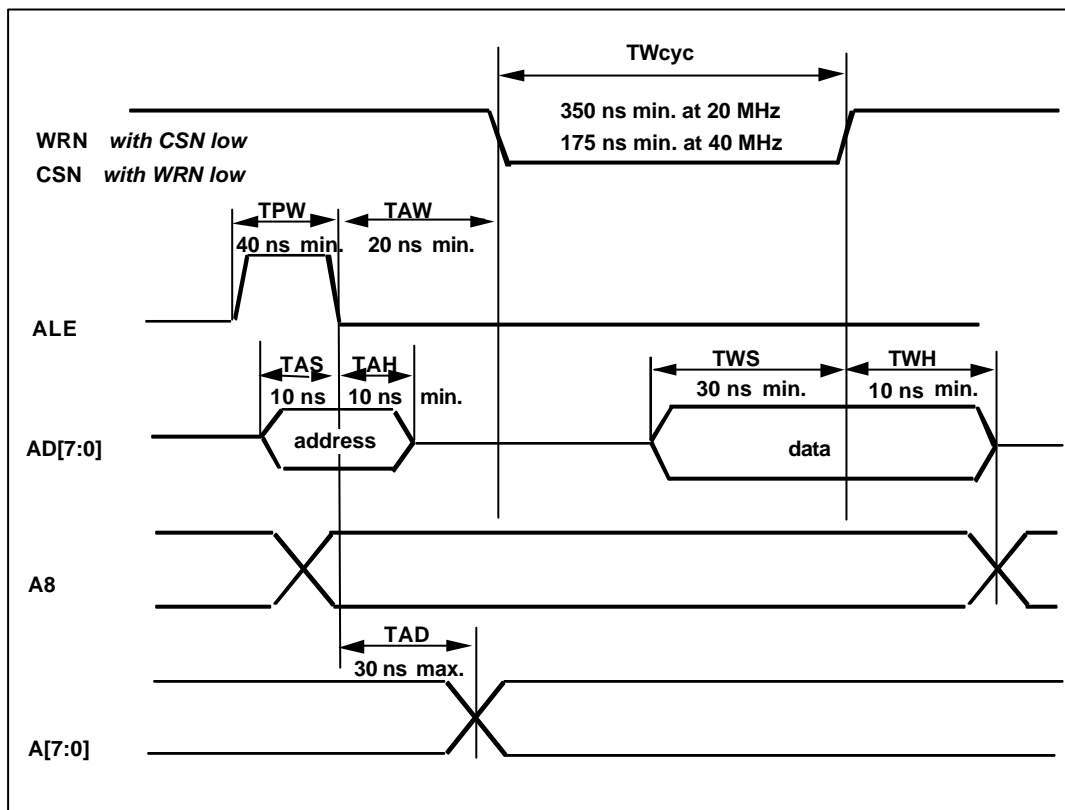 TWcyc
350 ns min. at 20 MHz
WRN with CSN low
175 ns min. at 40 MHz
CSN with WRN low
TPW TAW
40 ns min. 20 ns min.
ALE
TAS TAH TWS TWH
10 ns 10 ns min. 30 ns min. 10 ns min.
address
AD[7:0] data
A8
TAD
30 ns max.
A[7:0]